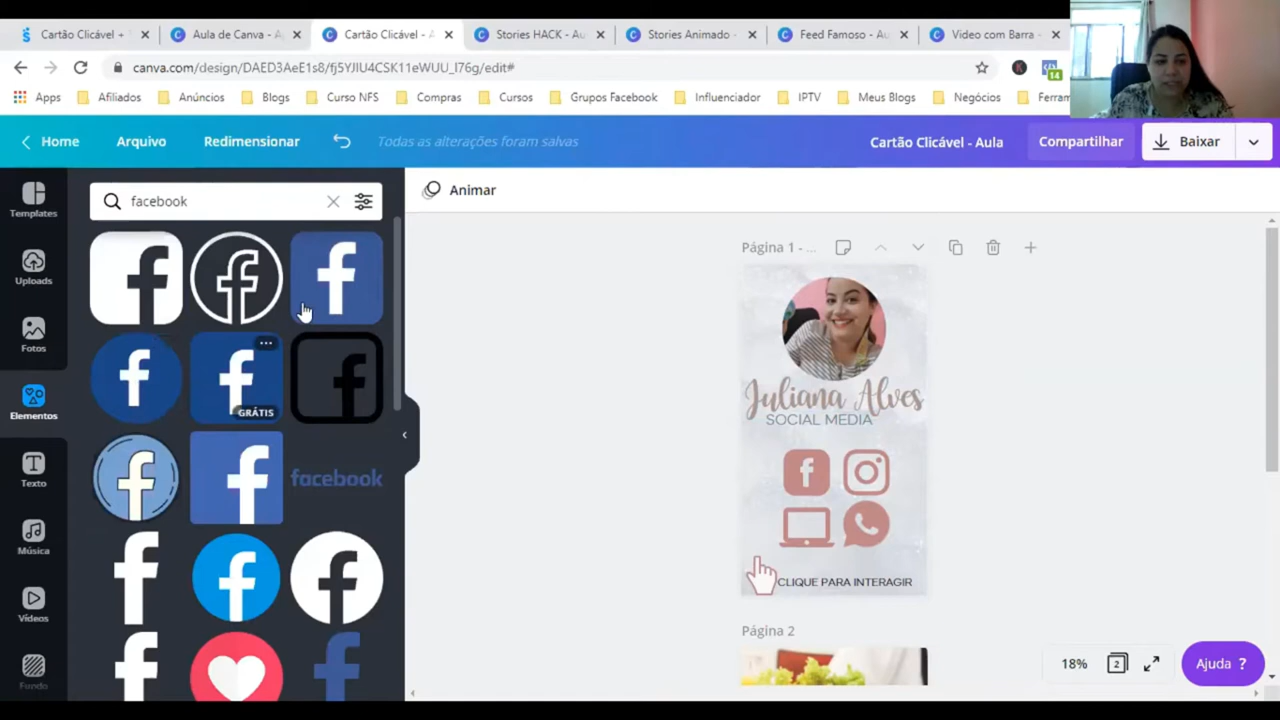 Cartão Clicável +
Aula de Canva - A
Cartão Clicável - A
Stories HACK - Au
Stories Animado -
Feed Famoso - Au
Video com Barra -
canva.com/design/DAED3AeE1s8/fj5YJIU4CSK11eWUU_I76g/edit#
K
14
Apps
Afiliados
Anúncios
Blogs
Curso NFS
Compras
Cursos
Grupos Facebook
Influenciador
IPTV
Meus Blogs
Negócios
Ferram
Home
Arquivo
Redimensionar
Todas as alterações foram salvas
Cartão Clicável - Aula
Compartilhar
Baixar
Templates
Uploads
Fotos
Elementos
Texto
Música
Vídeos
Fundo
facebook
GRÁTIS
facebook
Animar
Página 1 - ...
Juliana Alves
SOCIAL MEDIA
CLIQUE PARA INTERAGIR
Página 2
18%
2
Ajuda ?